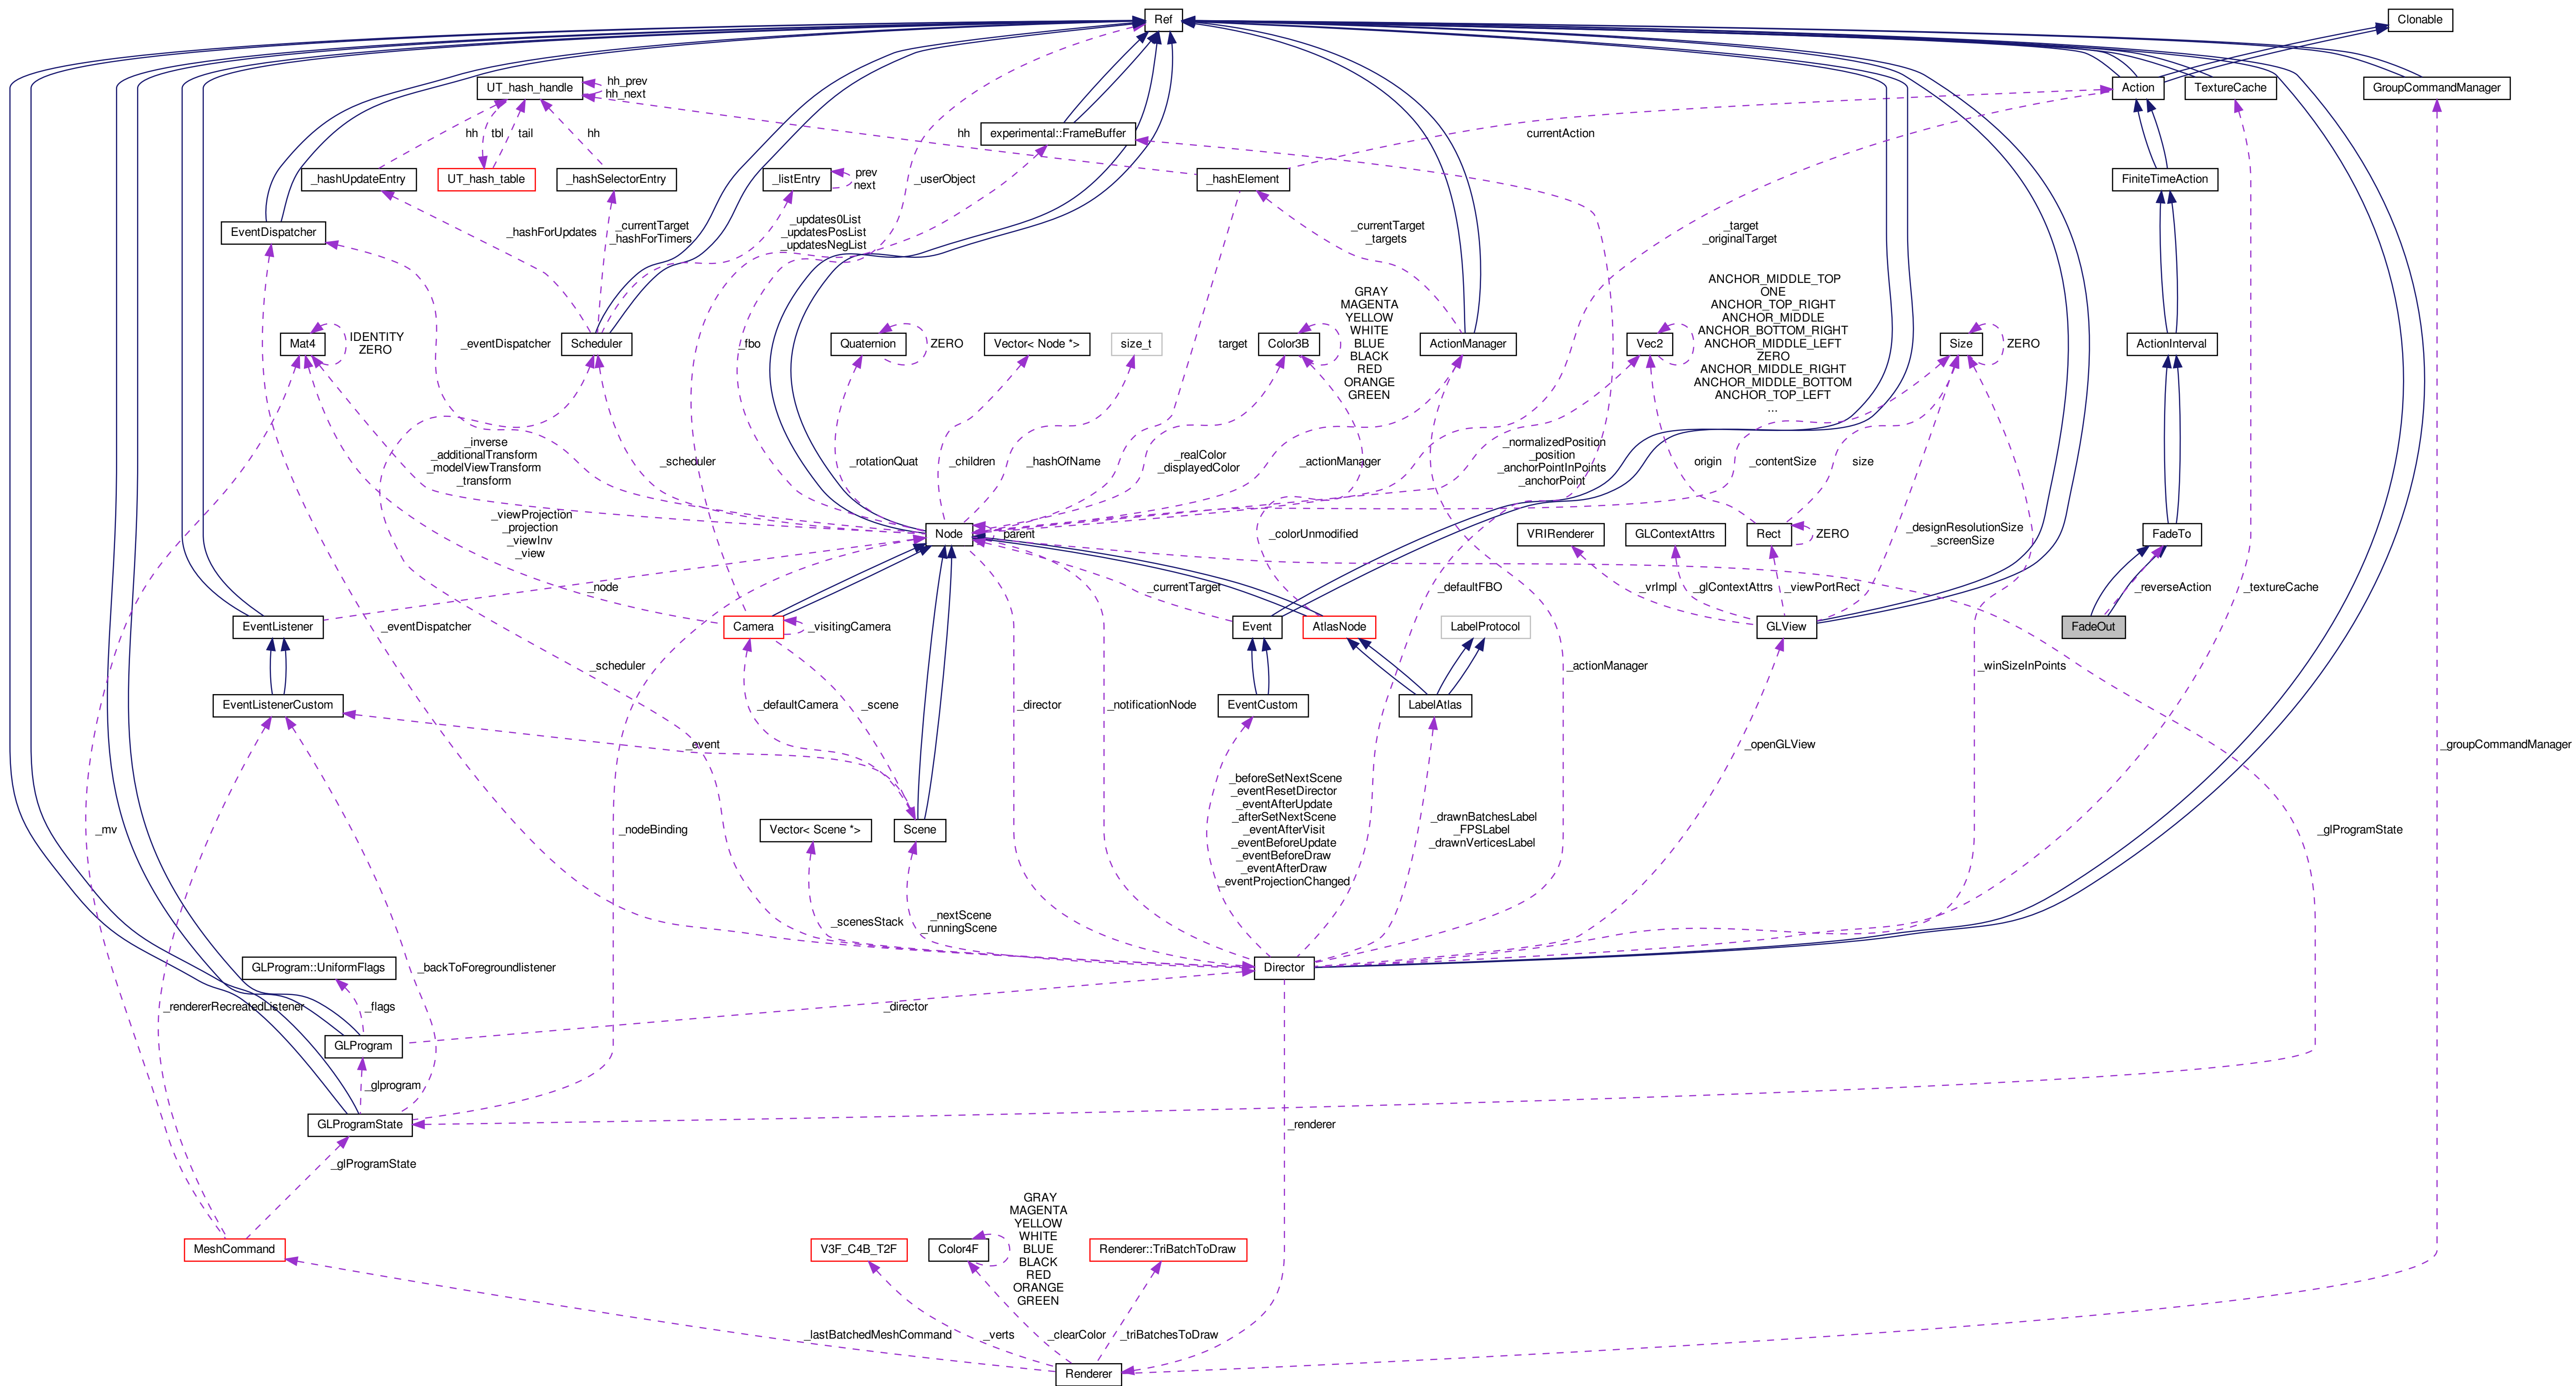 Ref
Clonable
UT_hash_handle
hh_prev
hh_next
Action
TextureCache
GroupCommandManager
hh
tbl
tail
hh
experimental::FrameBuffer
hh
currentAction
_hashUpdateEntry
UT_hash_table
_hashSelectorEntry
_listEntry
prev
next
_userObject
_hashElement
FiniteTimeAction
EventDispatcher
_hashForUpdates
_currentTarget
_hashForTimers
_updates0List
_updatesPosList
_updatesNegList
_currentTarget
_targets
_target
_originalTarget
Mat4
IDENTITY
ZERO
_eventDispatcher
Scheduler
_fbo
Quaternion
ZERO
Vector< Node *>
size_t
target
Color3B
GRAY
MAGENTA
YELLOW
WHITE
BLUE
BLACK
RED
ORANGE
GREEN
ActionManager
Vec2
ANCHOR_MIDDLE_TOP
ONE
ANCHOR_TOP_RIGHT
ANCHOR_MIDDLE
ANCHOR_BOTTOM_RIGHT
ANCHOR_MIDDLE_LEFT
ZERO
ANCHOR_MIDDLE_RIGHT
ANCHOR_MIDDLE_BOTTOM
ANCHOR_TOP_LEFT
...
Size
ZERO
ActionInterval
_inverse
_additionalTransform
_modelViewTransform
_transform
_scheduler
_rotationQuat
_children
_hashOfName
_realColor
_displayedColor
_actionManager
_normalizedPosition
_position
_anchorPointInPoints
_anchorPoint
origin
_contentSize
size
_viewProjection
_projection
_viewInv
_view
Node
_parent
_colorUnmodified
VRIRenderer
GLContextAttrs
Rect
ZERO
_designResolutionSize
_screenSize
FadeTo
_node
_currentTarget
_defaultFBO
_vrImpl
_glContextAttrs
_viewPortRect
_reverseAction
_textureCache
EventListener
_eventDispatcher
Camera
_visitingCamera
Event
AtlasNode
LabelProtocol
GLView
FadeOut
_scheduler
_actionManager
_winSizeInPoints
EventListenerCustom
_defaultCamera
_scene
_director
_notificationNode
EventCustom
LabelAtlas
_event
_openGLView
_groupCommandManager
_mv
_nodeBinding
Vector< Scene *>
Scene
_beforeSetNextScene
_eventResetDirector
_eventAfterUpdate
_afterSetNextScene
_eventAfterVisit
_eventBeforeUpdate
_eventBeforeDraw
_eventAfterDraw
_eventProjectionChanged
_drawnBatchesLabel
_FPSLabel
_drawnVerticesLabel
_glProgramState
_scenesStack
_nextScene
_runningScene
GLProgram::UniformFlags
_backToForegroundlistener
Director
_rendererRecreatedListener
_flags
_director
GLProgram
_glprogram
GLProgramState
_renderer
_glProgramState
MeshCommand
V3F_C4B_T2F
Color4F
GRAY
MAGENTA
YELLOW
WHITE
BLUE
BLACK
RED
ORANGE
GREEN
Renderer::TriBatchToDraw
_lastBatchedMeshCommand
_verts
_clearColor
_triBatchesToDraw
Renderer